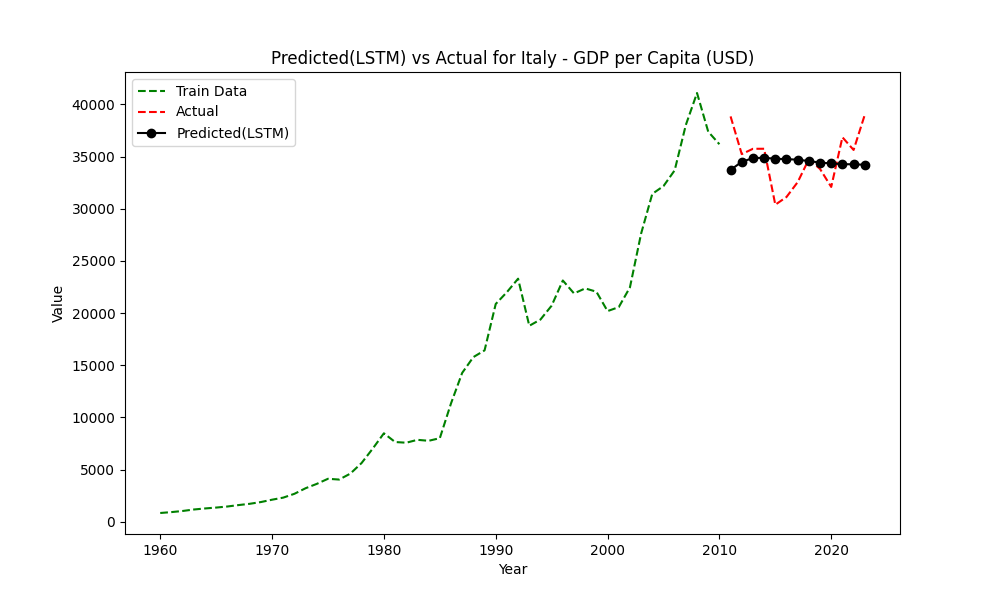 Predicted(LSTM) vs Actual for Italy - GDP per Capita (USD)
Train Data
Actual
Predicted(LSTM)
40000
35000
30000
25000
20000
15000
10000
5000
0
Value
1960 1970 1980 1990 2000 2010 2020
Year